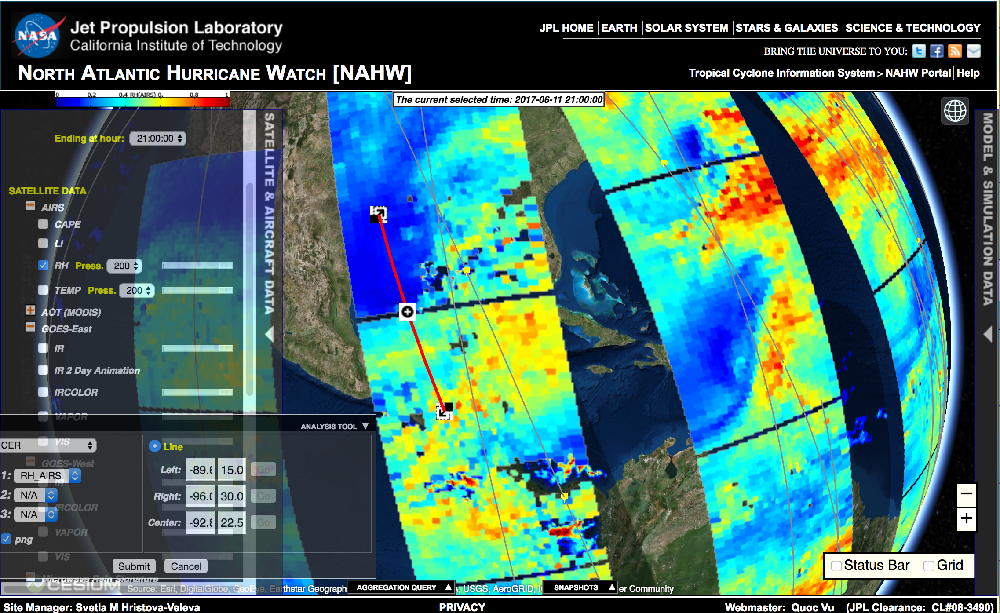 NASA
Jet Propulsion Laboratory
California Institute of Technology
JPL HOME | EARTH | SOLAR SYSTEM | STARS & GALAXIES | SCIENCE & TECHNOLOGY
BRING THE UNIVERSE TO YOU:
NORTH ATLANTIC HURRICANE WATCH [NAHW]
Tropical Cyclone Information System > NAHW Portal | Help
0 0.2 0.4 RH(AIRS) 0. 0.8 1
The current selected time: 2017-06-11 21:00:00
Ending at hour: 21:00:00
SATELLITE & AIRCRAFT DATA
MODEL & SIMULATION DATA
SATELLITE DATA
AIRS
CAPE
LI
RH Press. 200
TEMP Press. 200
AOT (MODIS)
GOES-East
IR
IR 2 Day Animation
IRCOLOR
VAPOR
ANALYSIS TOOL
VIS
ICER
Line
GOES-West
Left: -89.6 15.0 Go
1: RH_AIRS
IR
2: N/A
Right: -96.0 30.0 Go
IRCOLOR
3: N/A
Center: -92.8 22.5 Go
VAPOR
png
VIS
Submit Cancel
Status Bar Grid
Microwave Rain Signature
CESIUM
Source: Esri, DigitalGlobe, GeoEye, Earthstar Geograph
AGGREGATION QUERY
, USGS, AeroGRID, I
SNAPSHOTS
er Community
Site Manager: Svetla M Hristova-Veleva
PRIVACY
Webmaster: Quoc Vu (JPL Clearance: CL#08-3490)